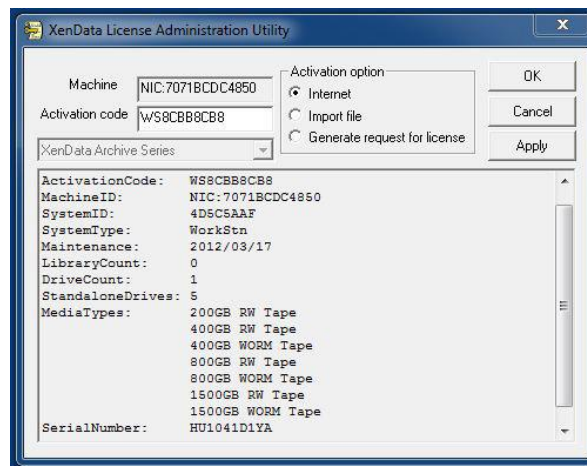 XenData License Administration Utility
X
Machine
NIC:7071BCDC4850
Activation code
WS8CBB8CB8
XenData Archive Series
Activation option
Internet
Import file
Generate request for license
OK
Cancel
Apply
ActivationCode: WS8CBB8CB8
MachineID: NIC:7071BCDC4850
SystemID: 4D5C5AAF
SystemType: WorkStn
Maintenance: 2012/03/17
LibraryCount: 0
DriveCount: 1
StandaloneDrives: 5
MediaTypes: 200GB RW Tape
400GB RW Tape
400GB WORM Tape
800GB RW Tape
800GB WORM Tape
1500GB RW Tape
1500GB WORM Tape
SerialNumber: HU1041D1YA